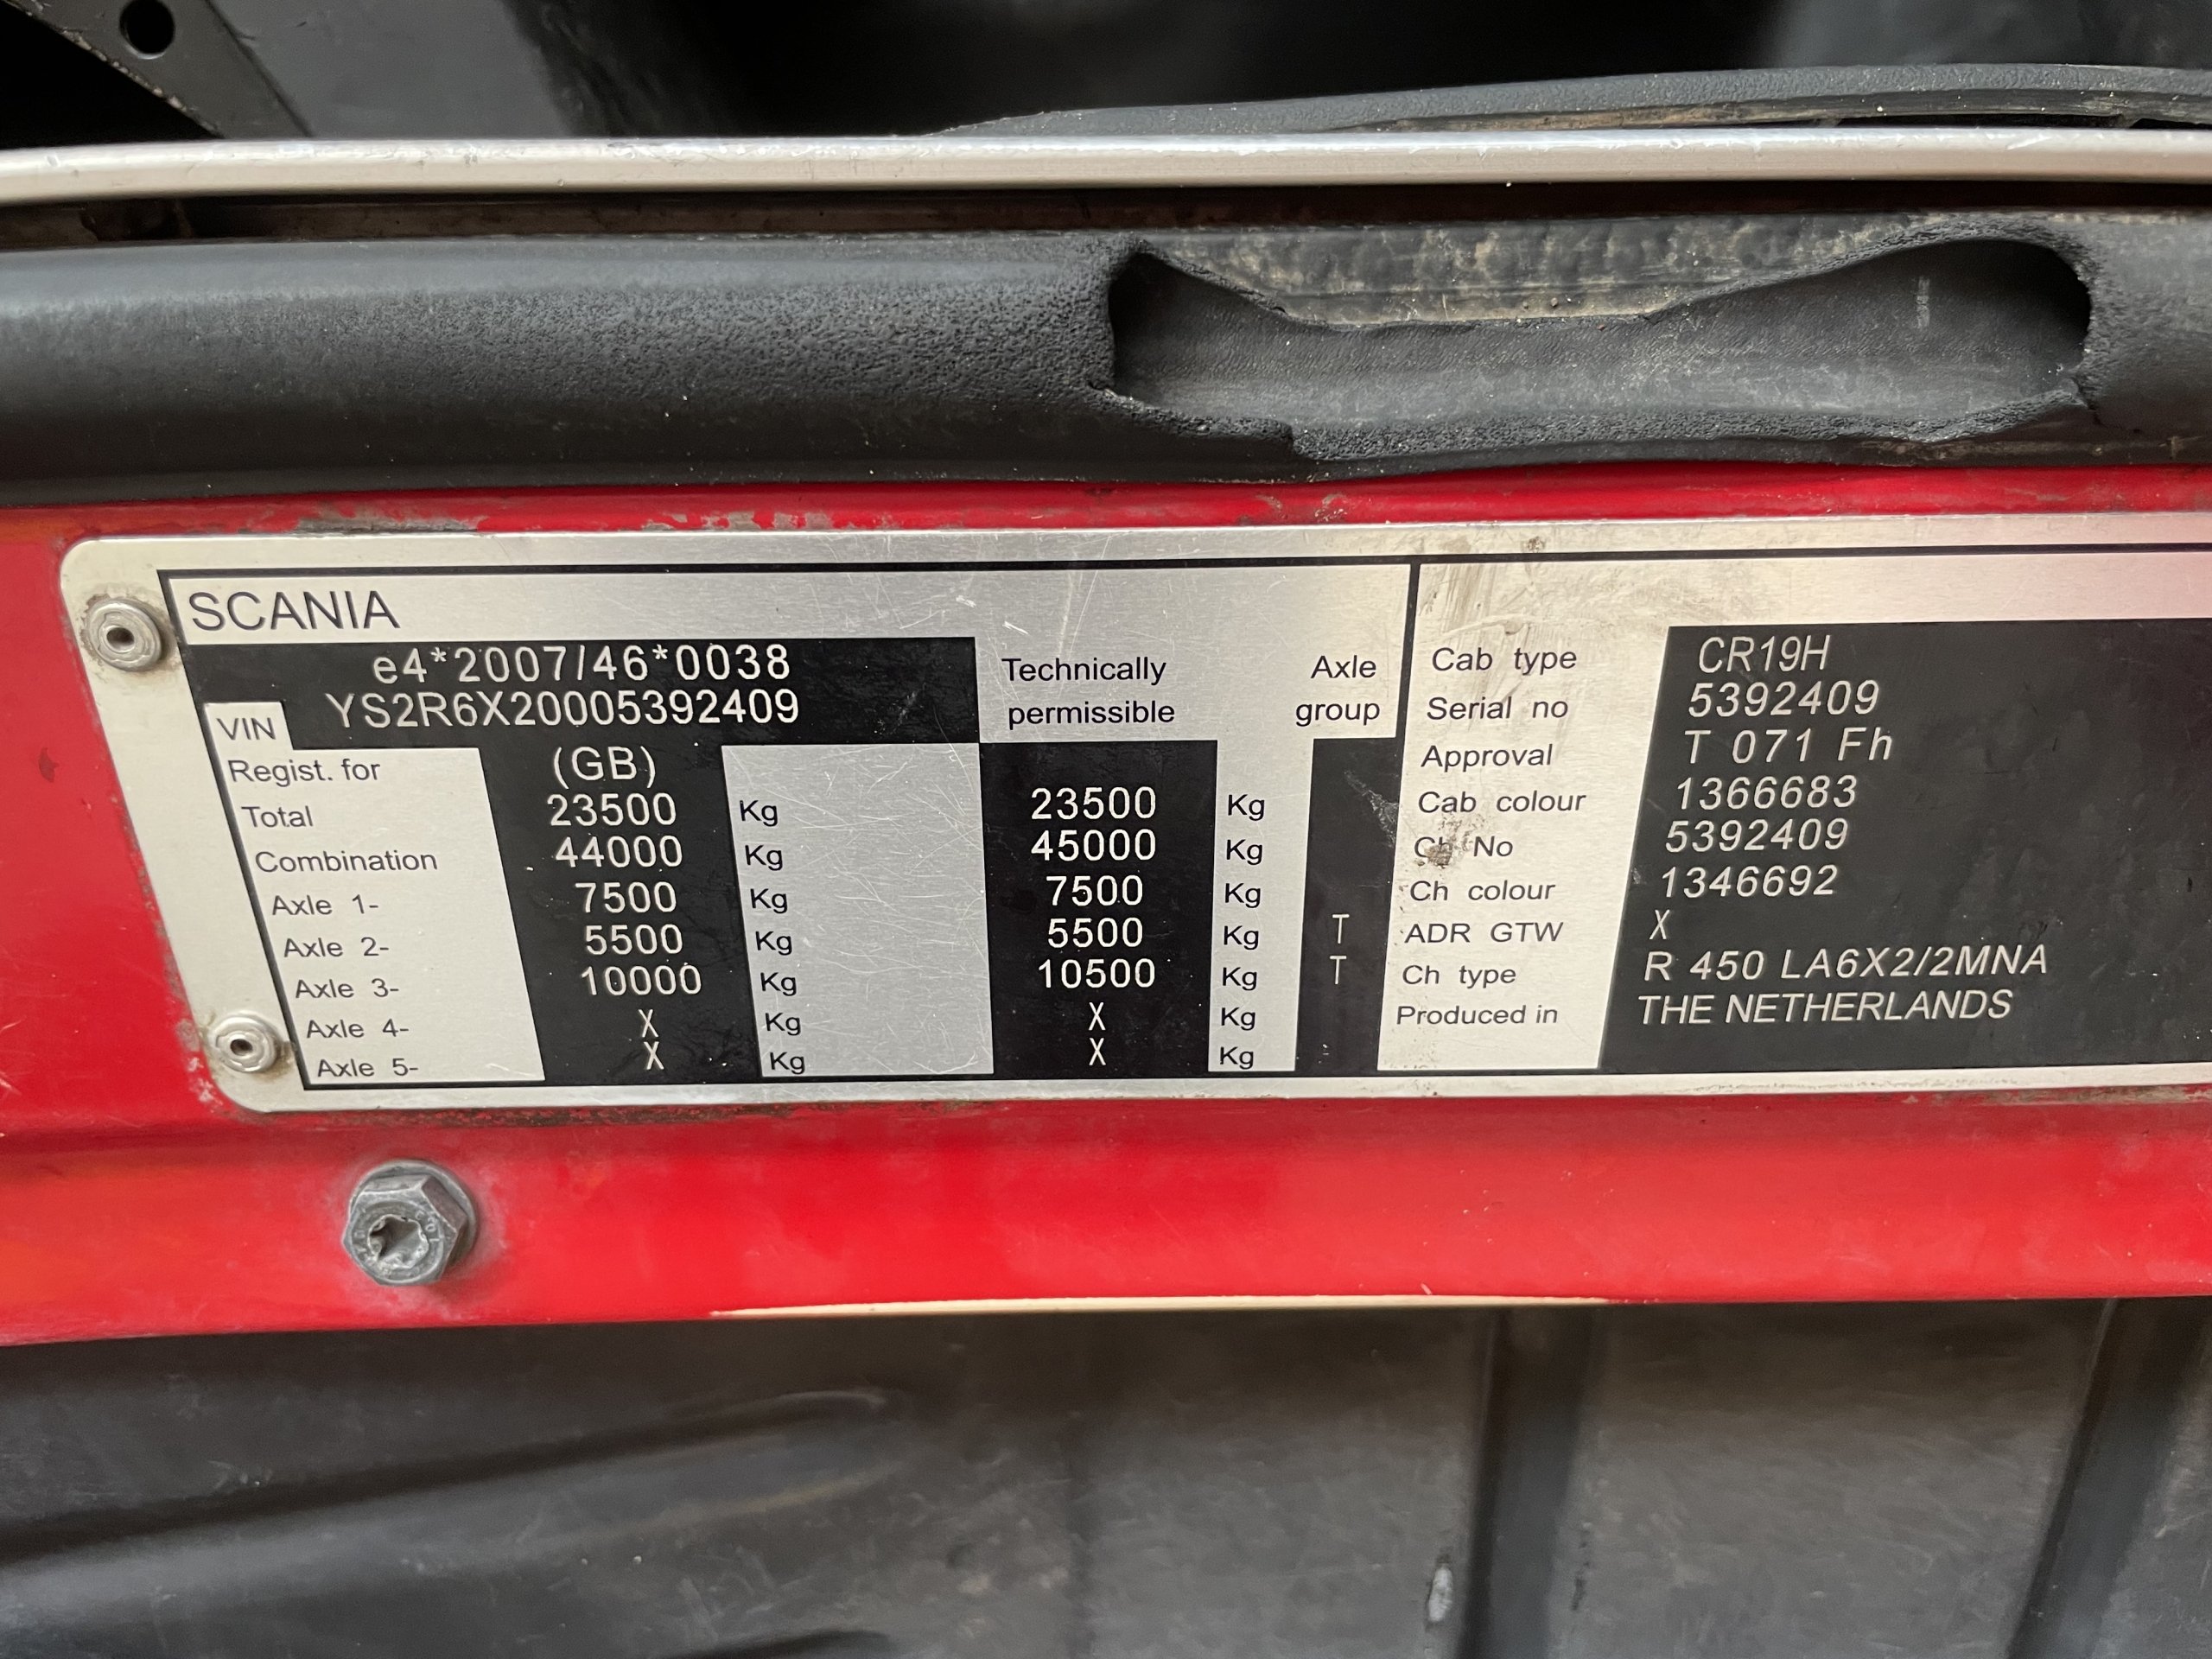 SCANIA
e4*2007/46*0038
VIN YS2R6X20005392409
Technically permissible
Axle group
Regist. for (GB)
Total 23500 Kg 23500 Kg
Combination 44000 Kg 45000 Kg
Axle 1- 7500 Kg 7500 Kg
Axle 2- 5500 Kg 5500 Kg T
Axle 3- 10000 Kg 10500 Kg T
Axle 4- X Kg X Kg
Axle 5- X Kg X Kg
Cab type CR19H
Serial no 5392409
Approval T 071 Fh
Cab colour 1366683
Ch No 5392409
Ch colour 1346692
ADR GTW X
Ch type R 450 LA6X2/2MNA
Produced in THE NETHERLANDS